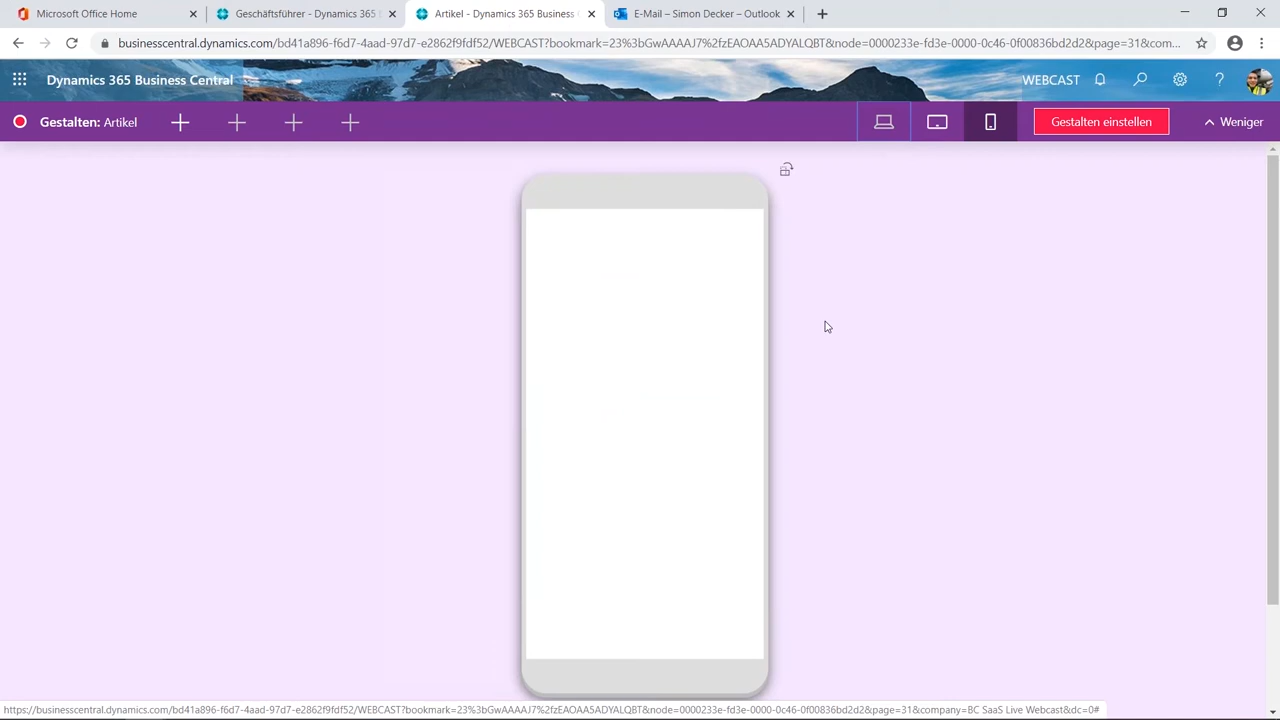 Microsoft Office Home
Geschäftsführer - Dynamics 365
Artikel - Dynamics 365 Business C
E-Mail – Simon Decker – Outlook
businesscentral.dynamics.com/bd41a896-f6d7-4aad-97d7-e2862f9fdf52/WEBCAST?bookmark=23%3bGwAAAAJ7%2fzEAOAA5ADYALQBT&node=0000233e-fd3e-0000-0c46-0f00836bd2d2&page=31&com...
Dynamics 365 Business Central
WEBCAST
Gestalten: Artikel
Gestalten einstellen
Weniger
https://businesscentral.dynamics.com/bd41a896-f6d7-4aad-97d7-e2862f9fdf52/WEBCAST?bookmark=23%3bGwAAAAJ7%2fzEAOAA5ADYALQBT&node=0000233e-fd3e-0000-0c46-0f00836bd2d2&page=31&company=BC SaaS Live Webcast&dc=0#